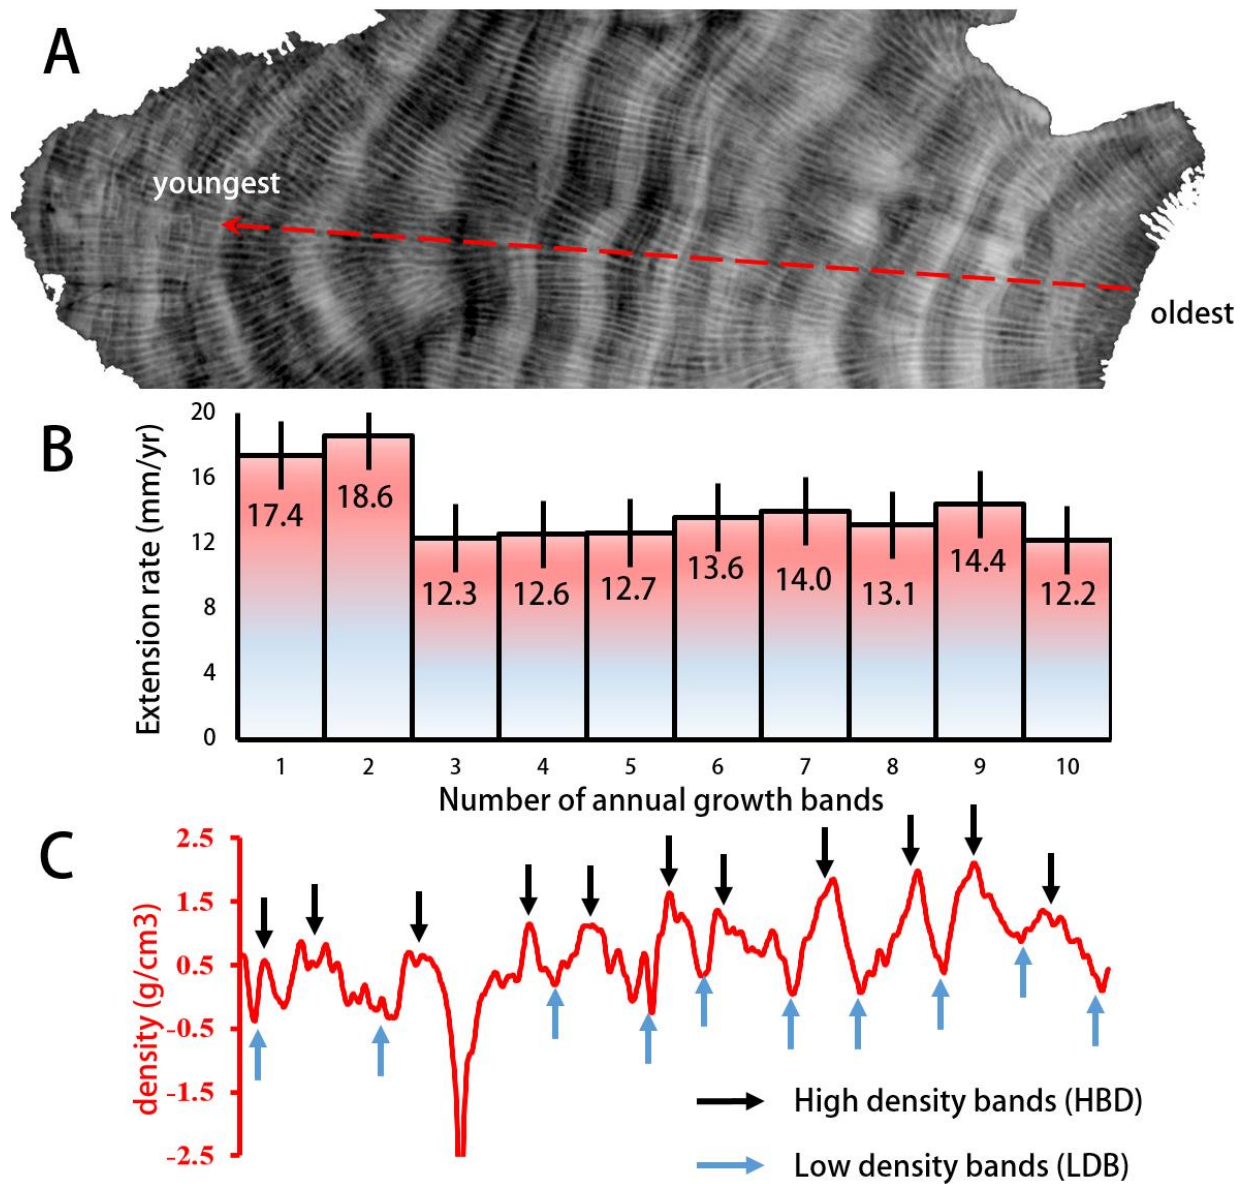 A
youngest
oldest
B
Extension rate (mm/yr)
20
16
12
8
4
0
17.4
18.6
12.3
12.6
12.7
13.6
14.0
13.1
14.4
12.2
1 2 3 4 5 6 7 8 9 10
Number of annual growth bands
C
density (g/cm3)
2.5
1.5
0.5
-0.5
-1.5
-2.5
High density bands (HBD)
Low density bands (LDB)